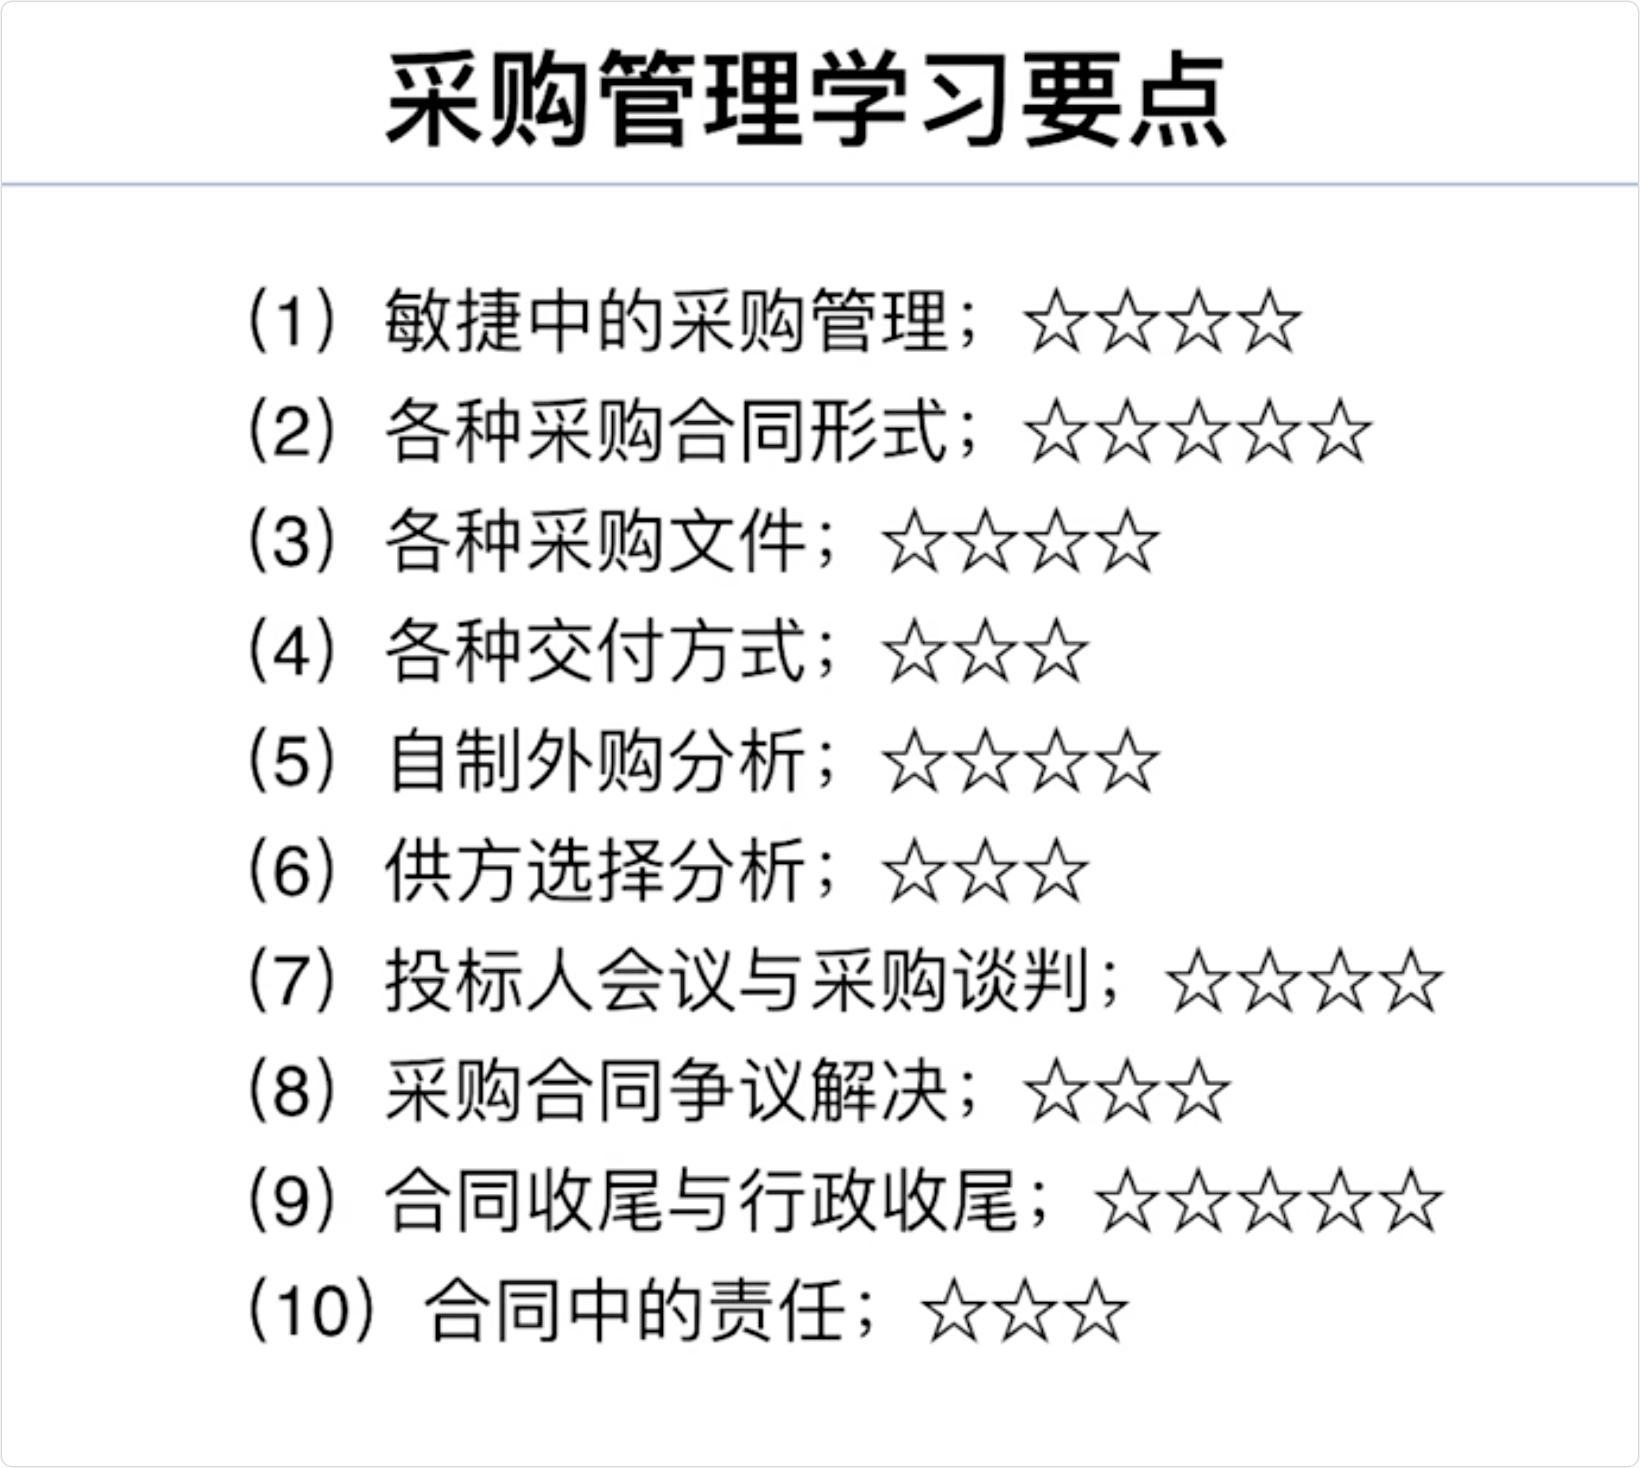 采购管理学习要点
（1）敏捷中的采购管理；☆☆☆☆
（2）各种采购合同形式；☆☆☆☆☆
（3）各种采购文件；☆☆☆☆
（4）各种交付方式；☆☆☆
（5）自制外购分析；☆☆☆☆
（6）供方选择分析；☆☆☆
（7）投标人会议与采购谈判；☆☆☆☆
（8）采购合同争议解决；☆☆☆
（9）合同收尾与行政收尾；☆☆☆☆☆
（10）合同中的责任；☆☆☆